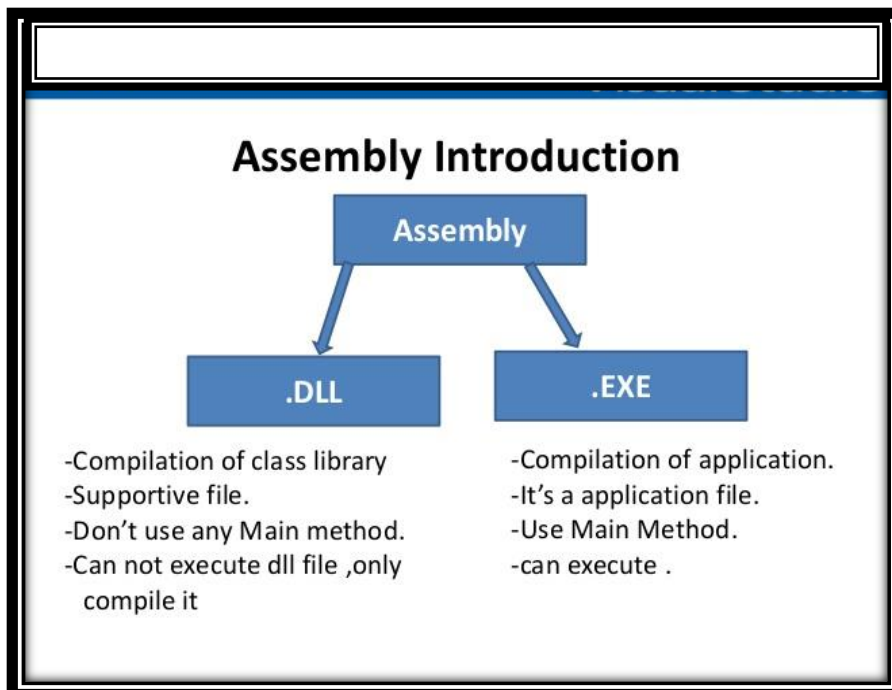 Assembly Introduction
Assembly
.DLL
.EXE
-Compilation of class library
-Supportive file.
-Don't use any Main method.
-Can not execute dll file ,only
compile it
-Compilation of application.
-It's a application file.
-Use Main Method.
-can execute .